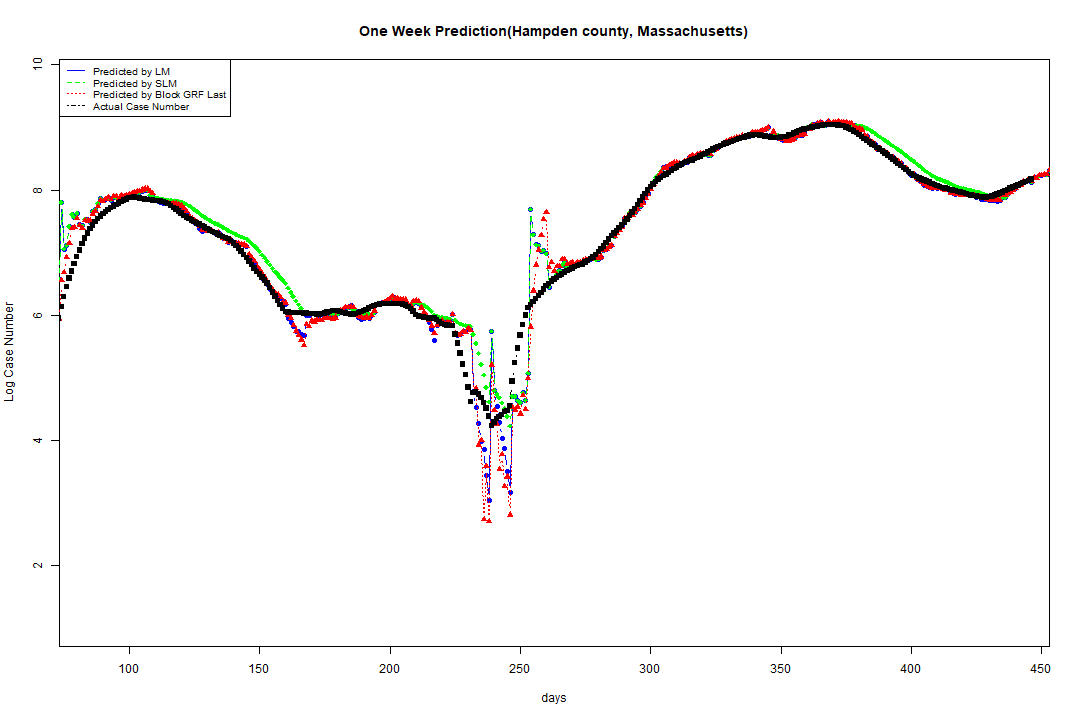 One Week Prediction(Hampden county, Massachusetts)
Predicted by LM
Predicted by SLM
Predicted by Block GRF Last
Actual Case Number
Log Case Number
10
8
6
4
2
100 150 200 250 300 350 400 450
days